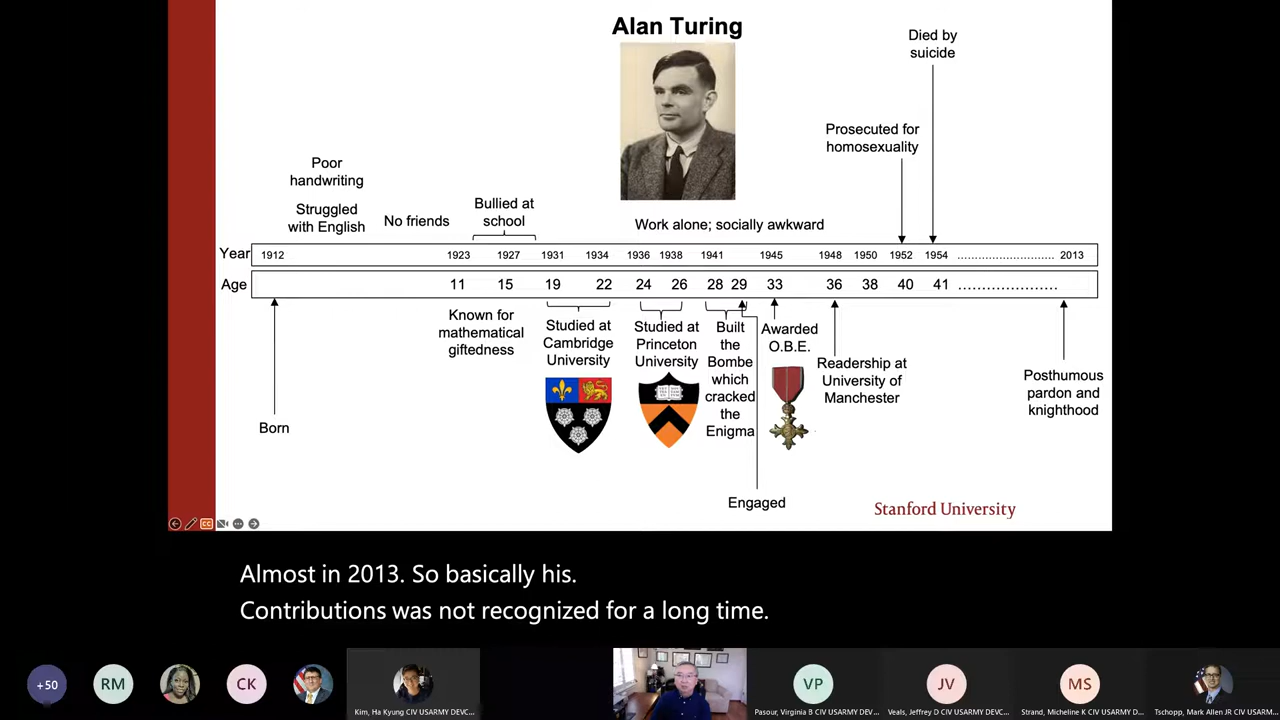 Alan Turing
Died by
suicide
Prosecuted for
homosexuality
Poor
handwriting
Struggled
with English
No friends
Bullied at
school
Work alone; socially awkward
Year 1912 1923 1927 1931 1934 1936 1938 1941 1945 1948 1950 1952 1954 ........................... 2013
Age 11 15 19 22 24 26 28 29 33 36 38 40 41 ..................
Known for
mathematical
giftedness
Studied at
Cambridge
University
Studied at
Princeton
University
Built
the
Bombe
which
cracked
the
Enigma
Awarded
O.B.E.
Readership at
University of
Manchester
Posthumous
pardon and
knighthood
Born
Engaged
Stanford University
CC
Almost in 2013. So basically his.
Contributions was not recognized for a long time.
+50
RM
CK
VP
JV
MS
Kim, Ha Kyung CIV USARMY DEVC...
Pasour, Virginia B CIV USARMY DEV...
Veals, Jeffrey D CIV USARMY DEVC...
Strand, Micheline K CIV USARMY D...
Tschopp, Mark Allen JR CIV USARM...